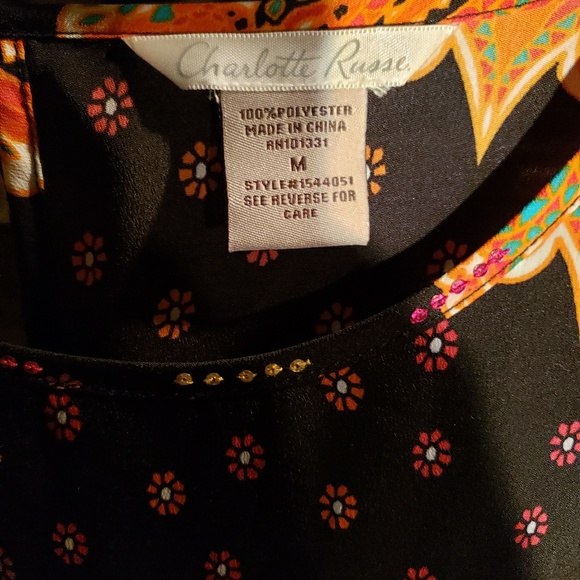 Charlotte Russe.
100%POLYESTER
MADE IN CHINA
RN101331
M
STYLE#1544051
SEE REVERSE FOR
CARE